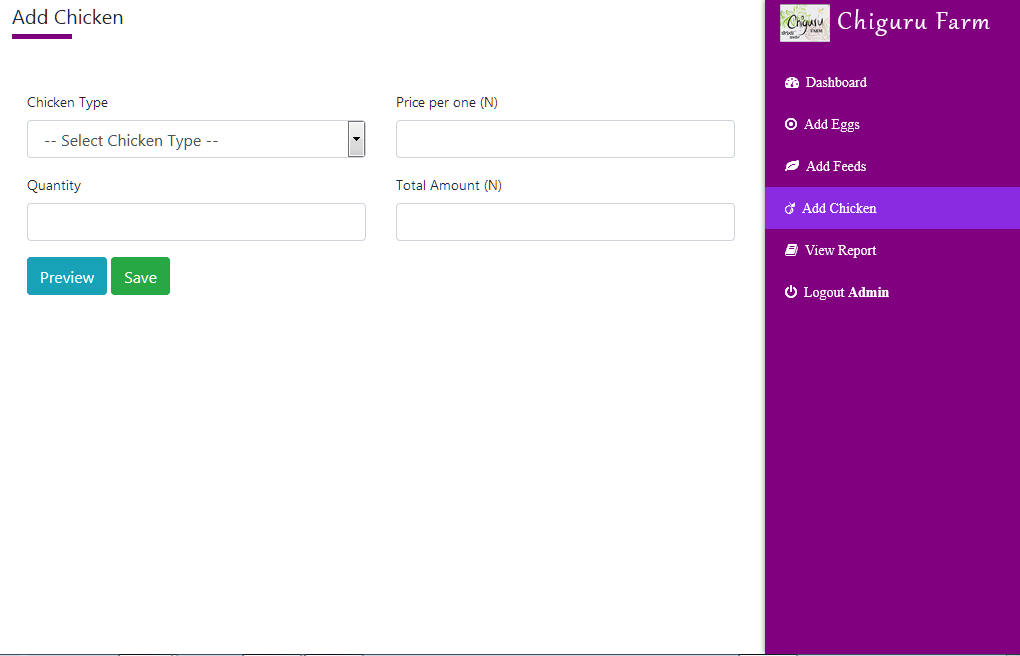 Add Chicken
Chicken Type
Price per one (N)
-- Select Chicken Type --
Quantity
Total Amount (N)
Preview
Save
Chiguru
FARM
Chiguru Farm
Dashboard
Add Eggs
Add Feeds
Add Chicken
View Report
Logout Admin